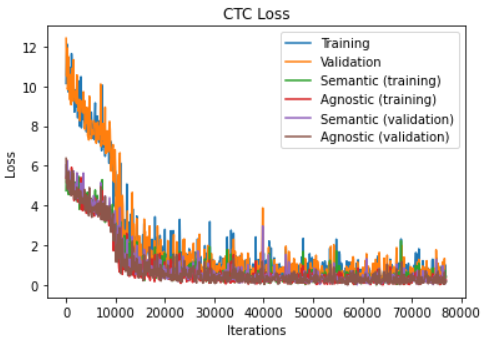 CTC Loss
Training
Validation
Semantic (training)
Agnostic (training)
Semantic (validation)
Agnostic (validation)
Loss
12
10
8
6
4
2
0
0 10000 20000 30000 40000 50000 60000 70000 80000
Iterations